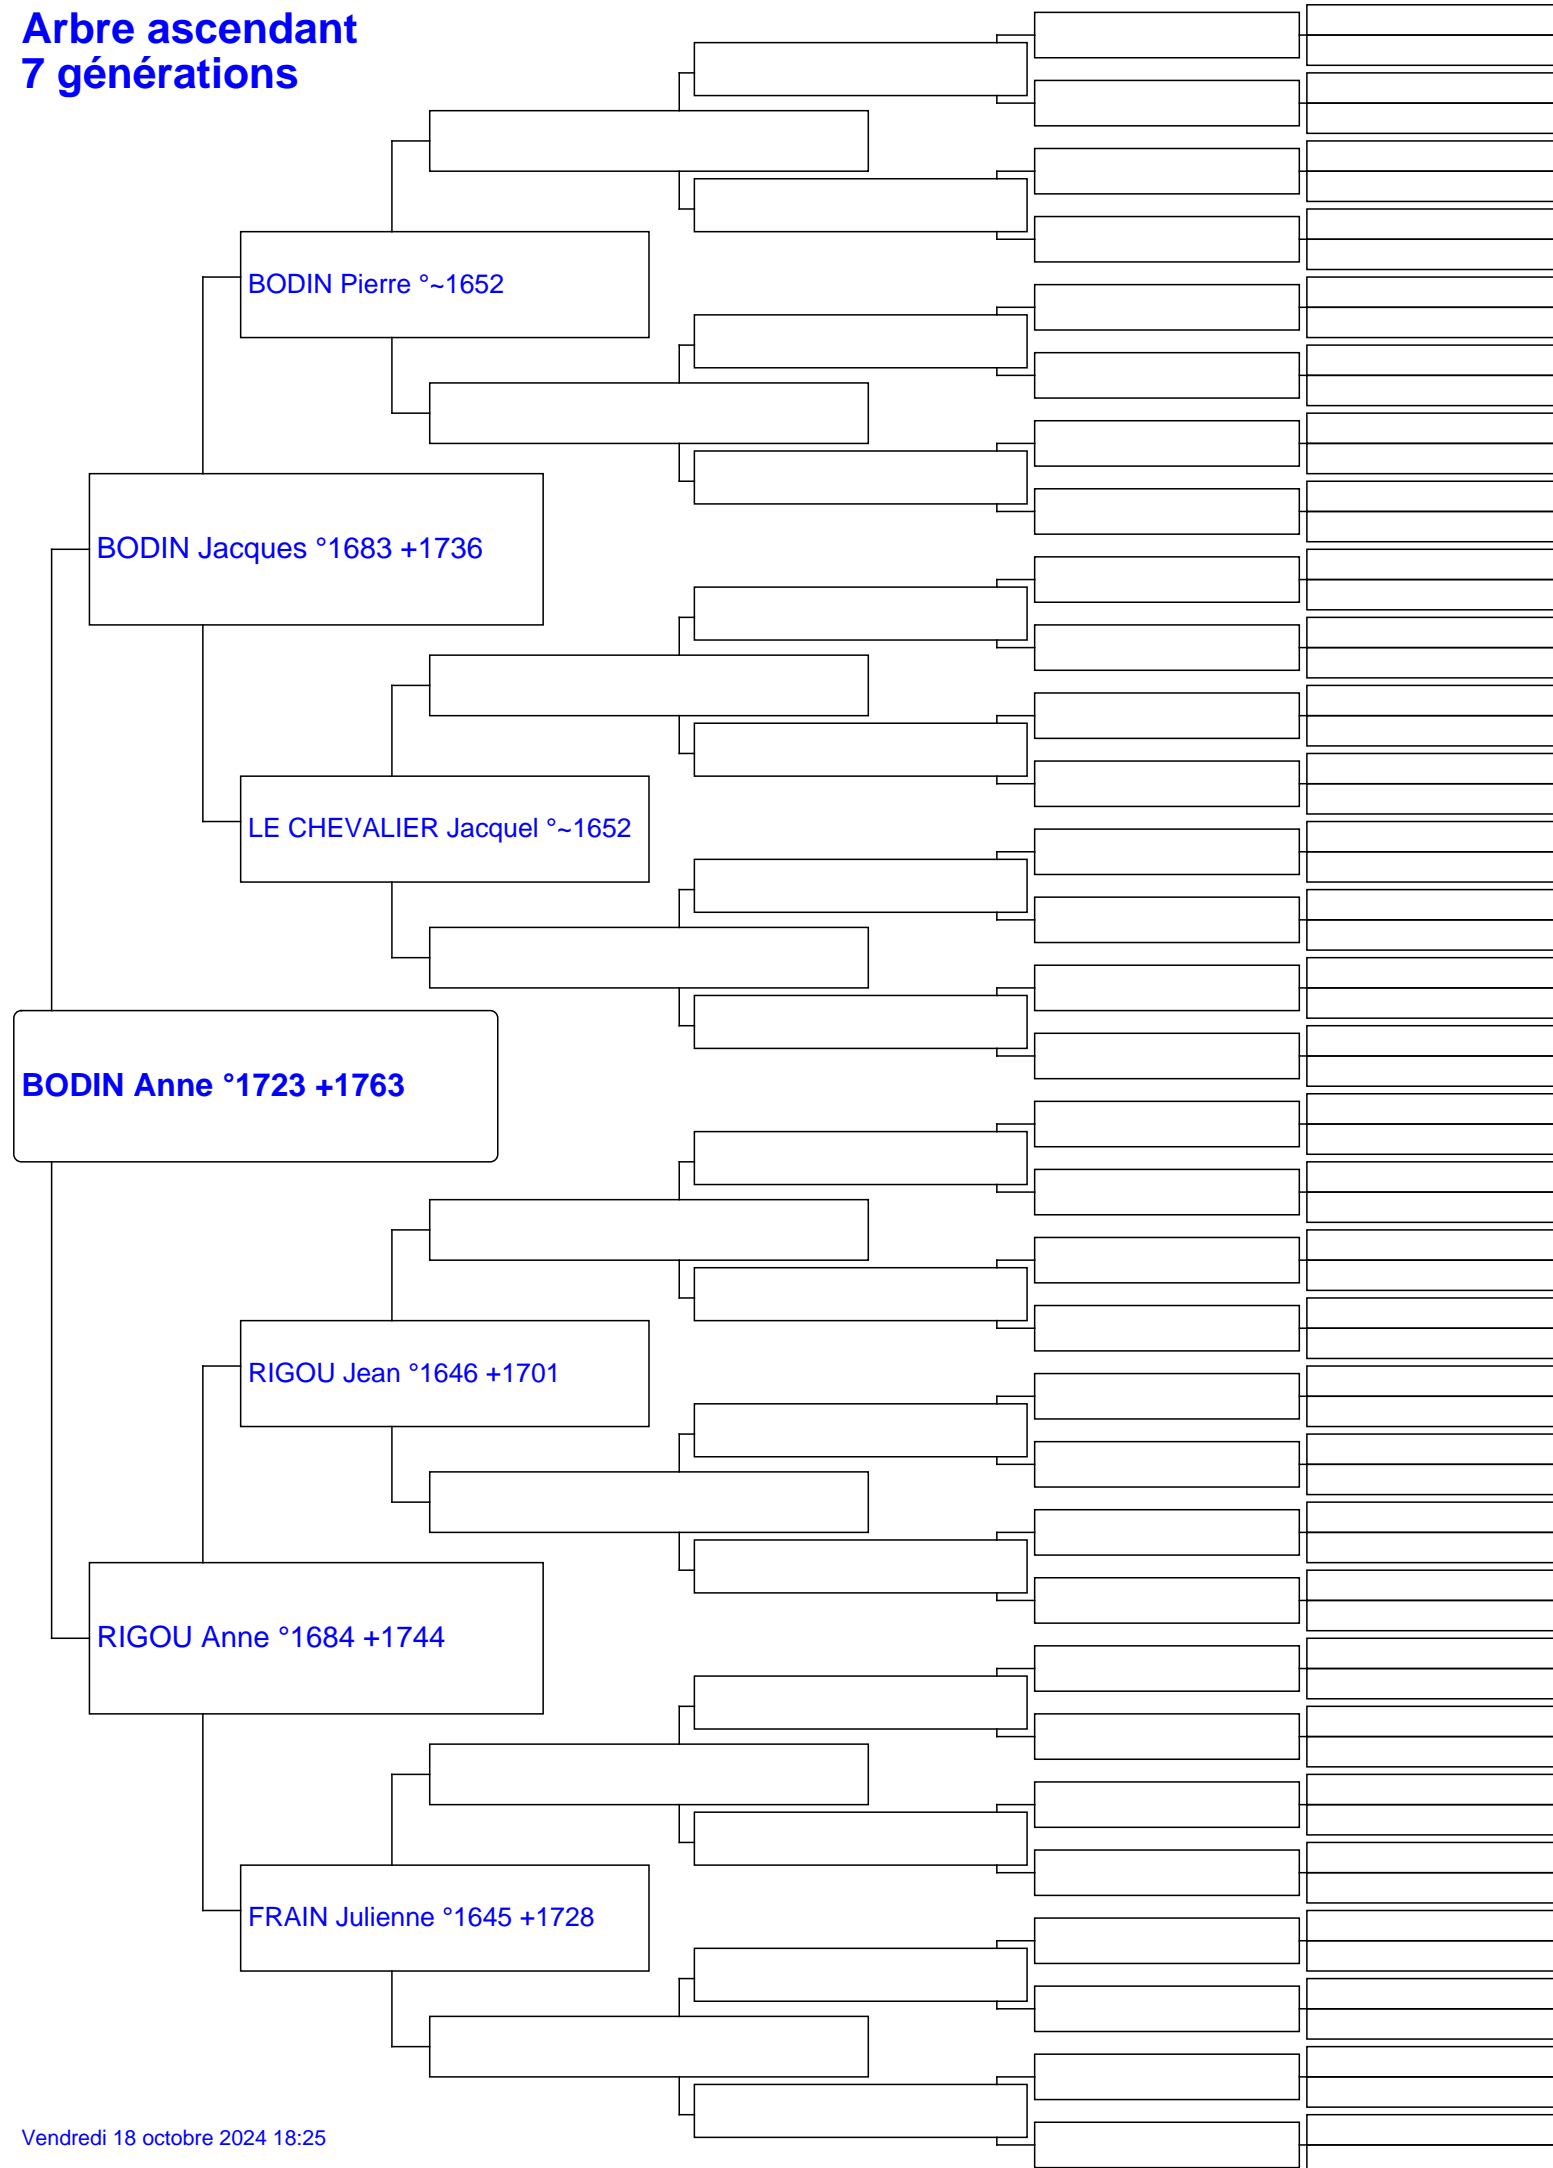 Arbre ascendant
7 générations
BODIN Pierre °~1652
BODIN Jacques °1683 +1736
LE CHEVALIER Jacquel °~1652
BODIN Anne °1723 +1763
RIGOU Jean °1646 +1701
RIGOU Anne °1684 +1744
FRAIN Julienne °1645 +1728
Vendredi 18 octobre 2024 18:25